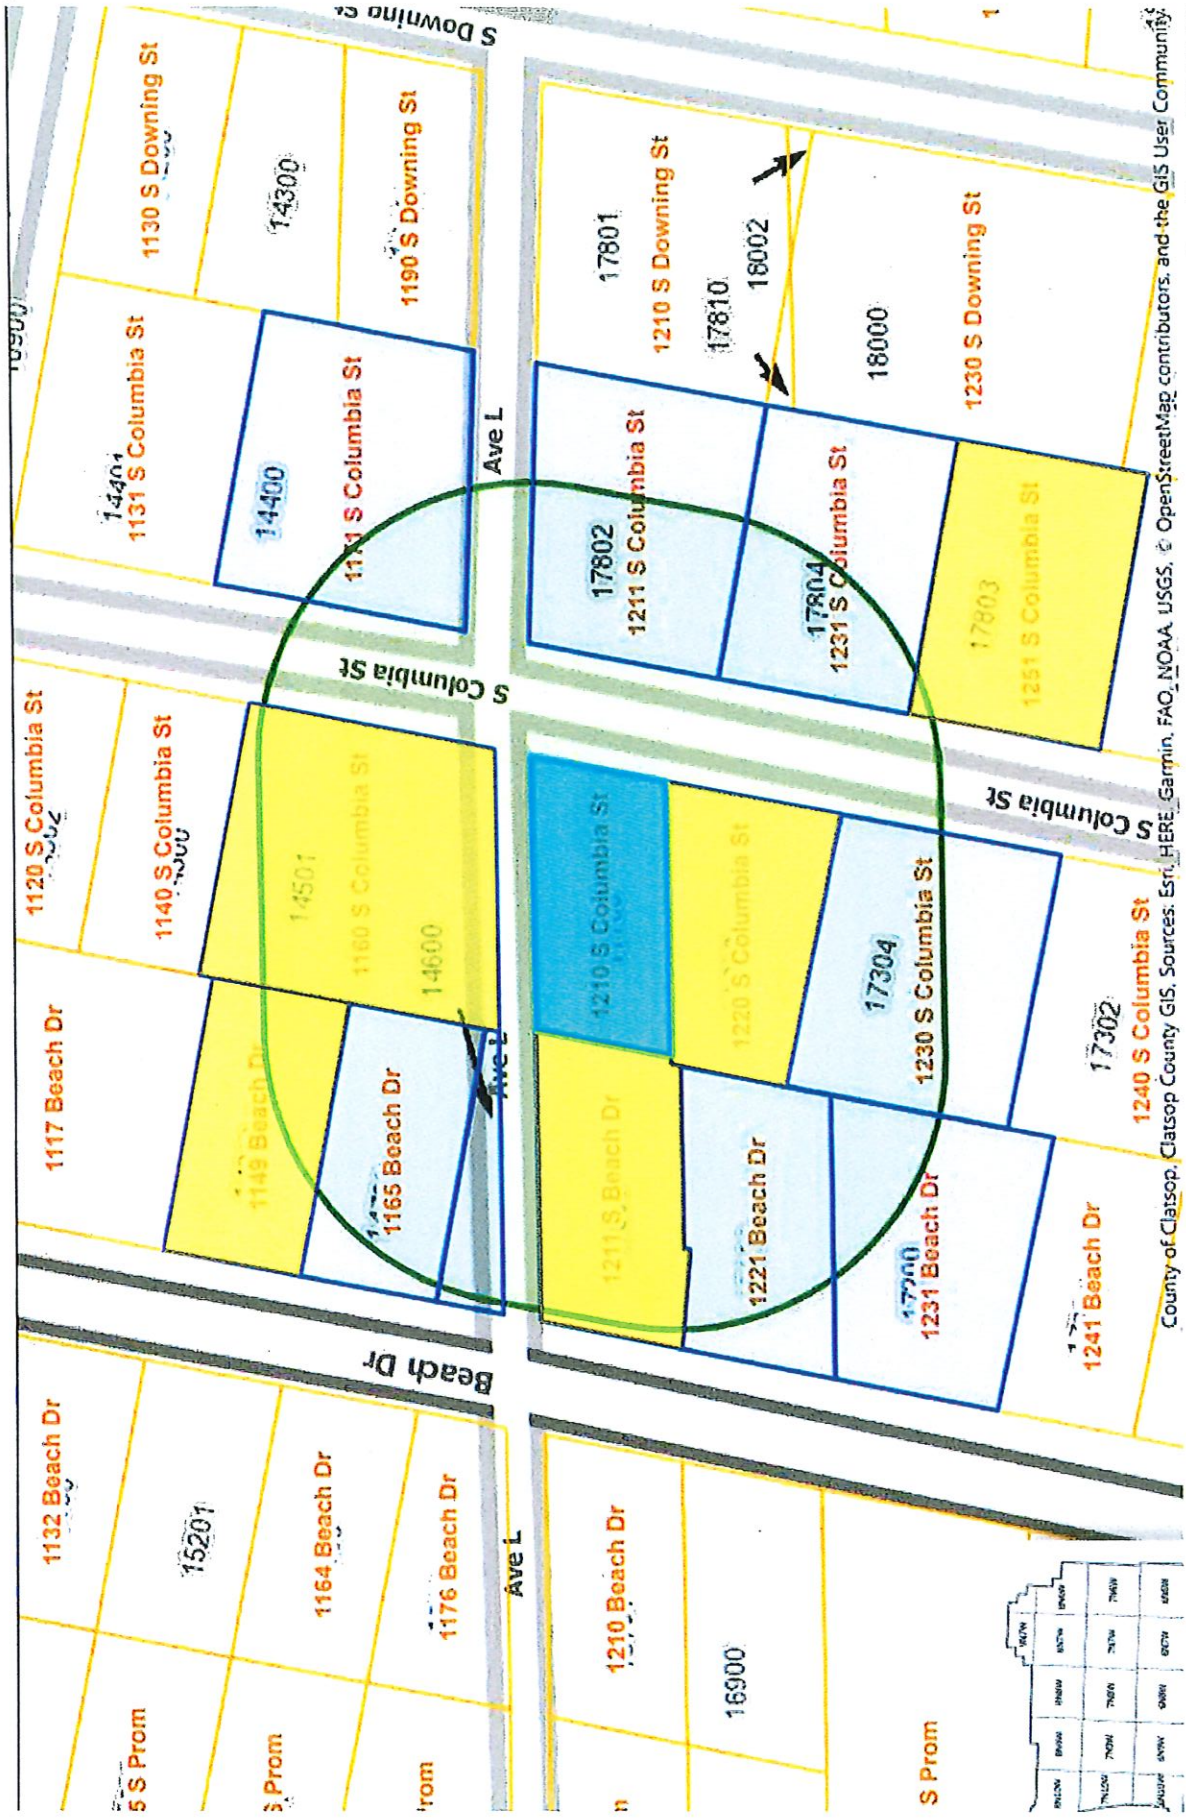 S Downing St
1130 S Downing St
14300
1190 S Downing St
17801
1210 S Downing St
17810
18002
18000
1230 S Downing St
14401
1131 S Columbia St
14400
S Columbia St
Ave L
17802
1211 S Columbia St
17804
1231 S Columbia St
17803
1251 S Columbia St
S Columbia St
S Columbia St
1120 S Columbia St
1140 S Columbia St
14501
1160 S Columbia St
14600
1210 S Columbia St
1220 S Columbia St
17304
1230 S Columbia St
17302
1240 S Columbia St
1117 Beach Dr
1149 Beach Dr
1165 Beach Dr
Ave L
1211 S Beach Dr
1221 Beach Dr
17200
1231 Beach Dr
1241 Beach Dr
Beach Dr
1132 Beach Dr
15201
1164 Beach Dr
1176 Beach Dr
Ave L
1210 Beach Dr
16900
S Prom
S Prom
S Prom
County of Clatsop, Clatsop County GIS, Sources: Esri, HERE, Garmin, FAO, NOAA, USGS, © OpenStreetMap contributors, and the GIS User Community